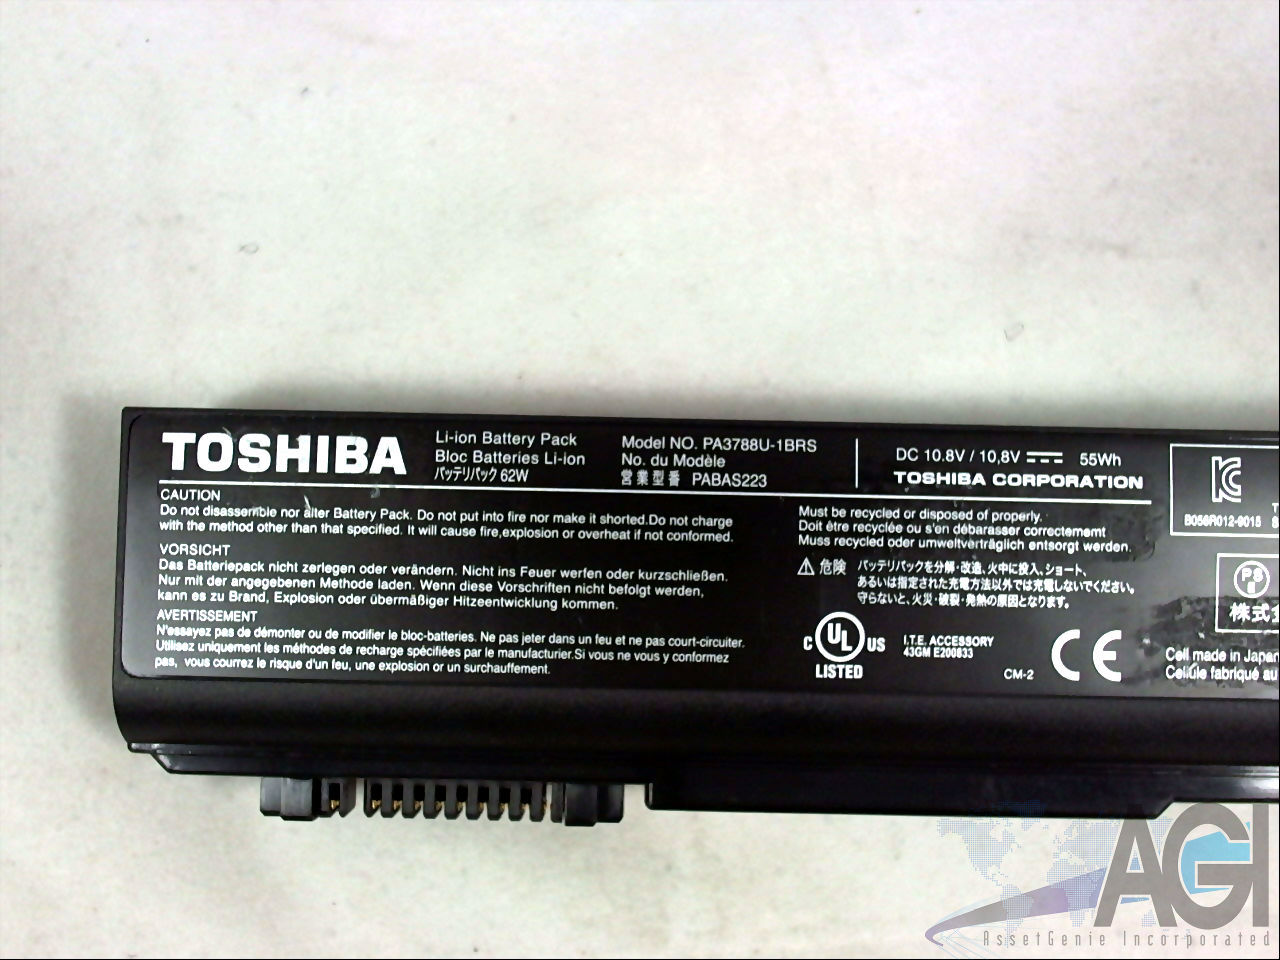 TOSHIBA
Li-ion Battery Pack
Bloc Batteries Li-ion
バッテリパック 62W
Model NO. PA3788U-1BRS
No. du Modèle
営業型番 PABAS223
DC 10.8V / 10,8V 55Wh
TOSHIBA CORPORATION
CAUTION
Do not disassemble nor alter Battery Pack. Do not put into fire nor make it shorted.Do not charge
with the method other than that specified. It will cause fire,explosion or overheat if not conformed.
VORSICHT
Das Batteriepack nicht zerlegen oder verändern. Nicht ins Feuer werfen oder kurzschließen.
Nur mit der angegebenen Methode laden. Wenn diese Vorschriften nicht befolgt werden,
kann es zu Brand, Explosion oder übermäßiger Hitzeentwicklung kommen.
AVERTISSEMENT
N'essayez pas de démonter ou de modifier le bloc-batteries. Ne pas jeter dans un feu et ne pas court-circuiter.
Utilisez uniquement les méthodes de recharge spécifiées par le manufacturier.Si vous ne vous y conformez
pas, vous courrez le risque d'un feu, une explosion or un surchauffement.
Must be recycled or disposed of properly.
Doit être recyclée ou s'en débarasser correctememt
Muss recycled oder umweltverträglich entsorgt werden.
危険 バッテリパックを分解・改造、火中に投入、ショート、
あるいは指定された充電方法以外では充電しないでください。
守らないと、火災・破裂・発熱の原因となります。
C UL US
LISTED
I.T.E. ACCESSORY
43GM E200833
CM-2
CE
B056R012-9015
PS
株式会
Cell made in Japan
Cellule fabriqué au
AGI
AssetGenie Incorporated